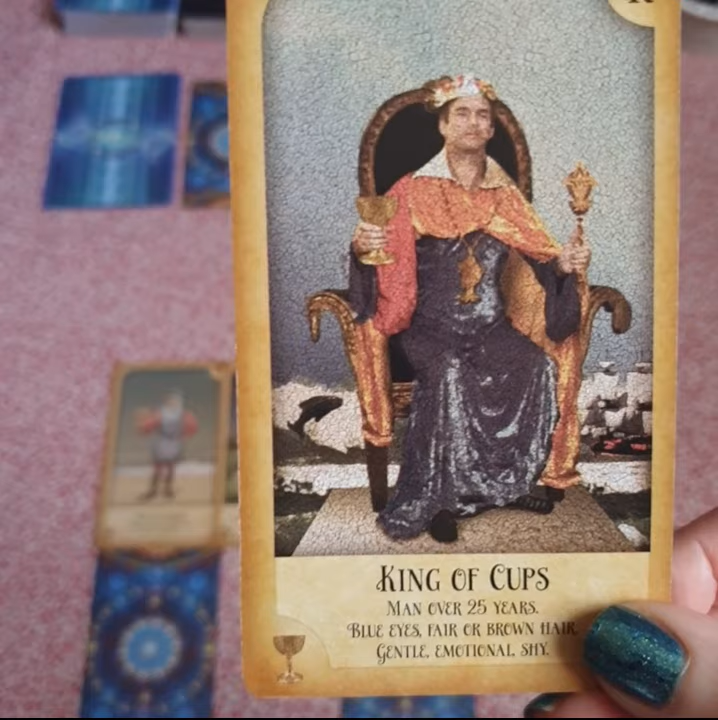 KING OF CUPS
MAN OVER 25 YEARS.
BLUE EYES, FAIR OR BROWN HAIR.
GENTLE, EMOTIONAL, SHY.